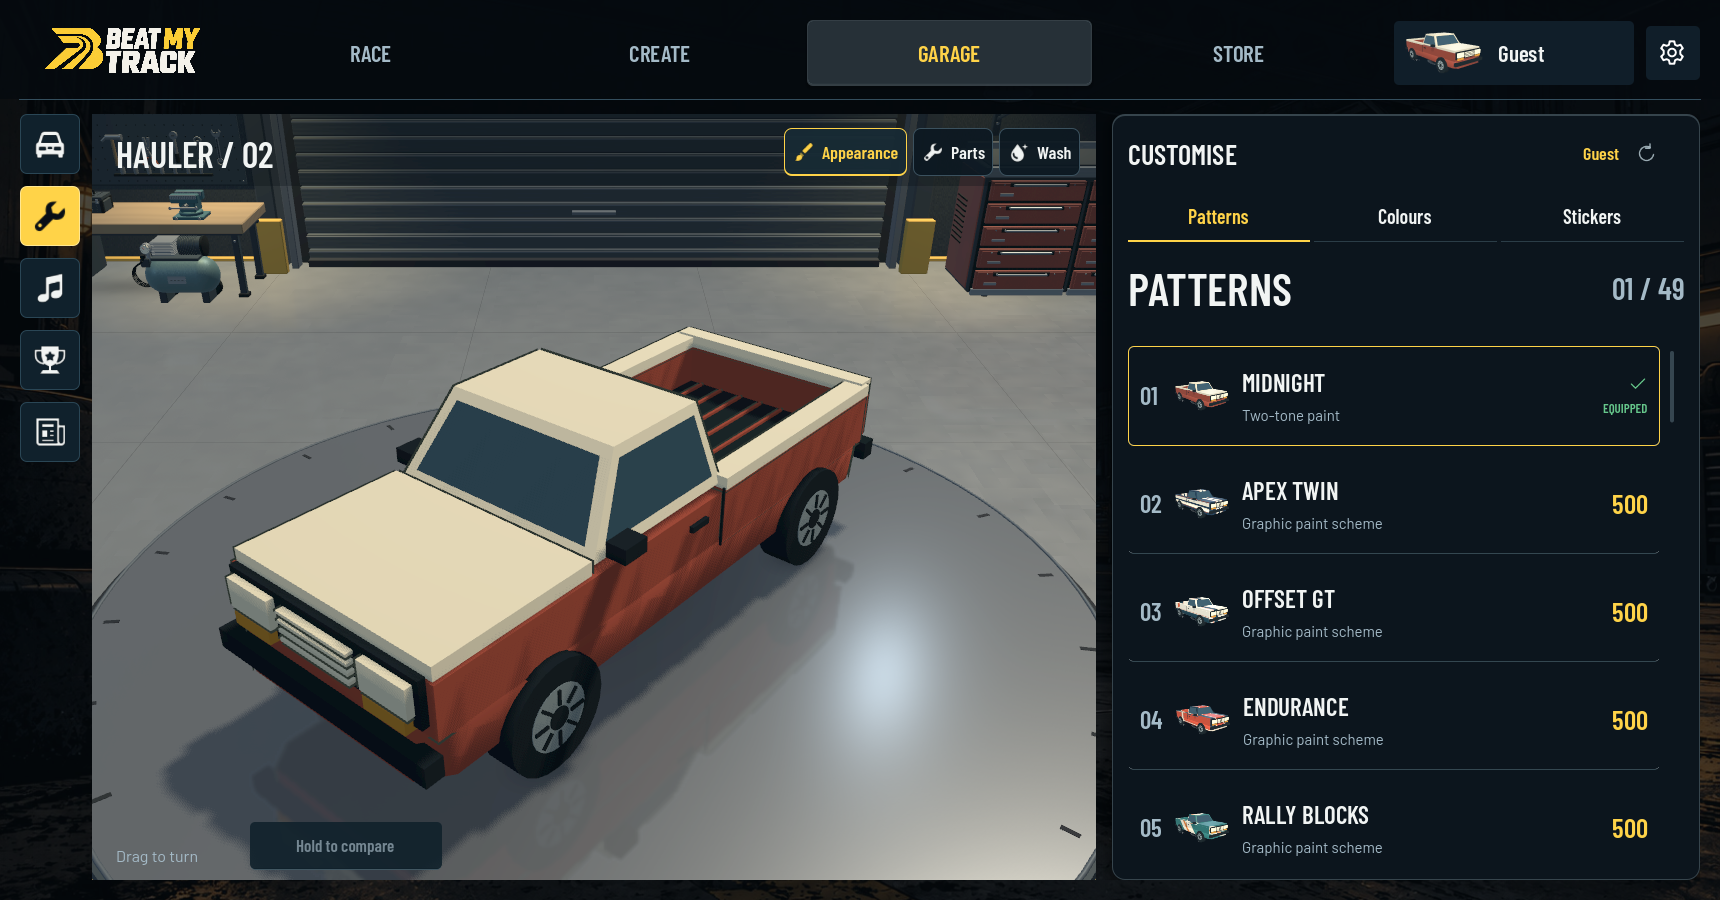 BEAT MY
TRACK
RACE
CREATE
GARAGE
STORE
Guest
HAULER / 02
Appearance
Parts
Wash
Drag to turn
Hold to compare
CUSTOMISE
Guest
Patterns
Colours
Stickers
PATTERNS
01 / 49
01
MIDNIGHT
Two-tone paint
EQUIPPED
02
APEX TWIN
Graphic paint scheme
500
03
OFFSET GT
Graphic paint scheme
500
04
ENDURANCE
Graphic paint scheme
500
05
RALLY BLOCKS
Graphic paint scheme
500